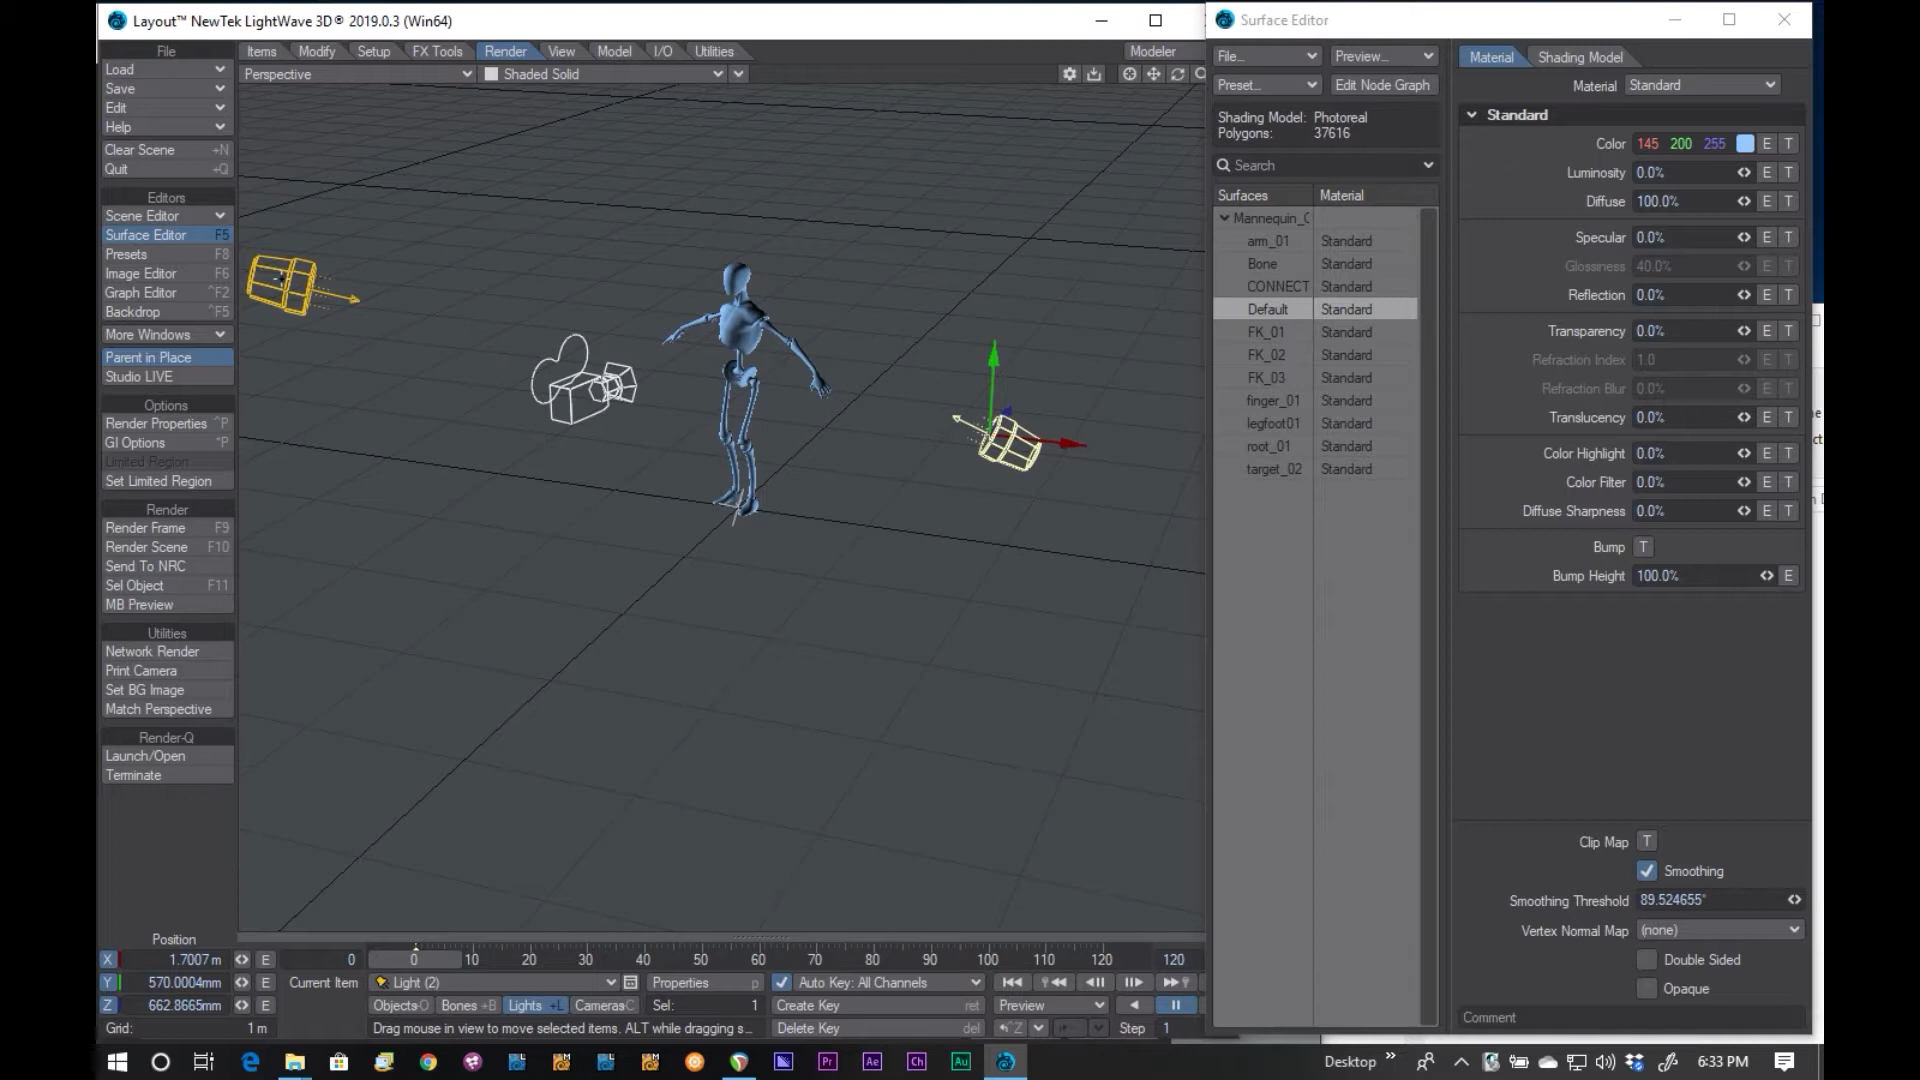 Layout™ NewTek LightWave 3D® 2019.0.3 (Win64)
File
Load
Save
Edit
Help
Clear Scene +N
Quit +Q
Editors
Scene Editor
Surface Editor F5
Presets F8
Image Editor F6
Graph Editor ^F2
Backdrop ^F5
More Windows
Parent in Place
Studio LIVE
Options
Render Properties ^P
GI Options *P
Limited Region
Set Limited Region
Render
Render Frame F9
Render Scene F10
Send To NRC
Sel Object F11
MB Preview
Utilities
Network Render
Print Camera
Set BG Image
Match Perspective
Render-Q
Launch/Open
Terminate
Items Modify Setup FX Tools Render View Model I/O Utilities Modeler
Perspective Shaded Solid
Position
X 1.7007 m E
Y 570.0004mm E
Z 662.8665mm E
Grid: 1 m
0 0 10 20 30 40 50 60 70 80 90 100 110 120 120
Current Item Light (2) Properties p Auto Key: All Channels
Objects O Bones +B Lights +L Cameras C Sel: 1 Create Key ret Preview
Drag mouse in view to move selected items. ALT while dragging s... Delete Key del ^Z Step 1
Surface Editor
File... Preview...
Preset... Edit Node Graph
Shading Model: Photoreal
Polygons: 37616
Search
Surfaces Material
Mannequin_0
arm_01 Standard
Bone Standard
CONNECT Standard
Default Standard
FK_01 Standard
FK_02 Standard
FK_03 Standard
finger_01 Standard
legfoot01 Standard
root_01 Standard
target_02 Standard
Material Shading Model
Material Standard
Standard
Color 145 200 255 E T
Luminosity 0.0% E T
Diffuse 100.0% E T
Specular 0.0% E T
Glossiness 40.0% E T
Reflection 0.0% E T
Transparency 0.0% E T
Refraction Index 1.0 E T
Refraction Blur 0.0% E T
Translucency 0.0% E T
Color Highlight 0.0% E T
Color Filter 0.0% E T
Diffuse Sharpness 0.0% E T
Bump T
Bump Height 100.0% E
Clip Map T
Smoothing
Smoothing Threshold 89.524655°
Vertex Normal Map (none)
Double Sided
Opaque
Comment
Pr Ae Ch Au
Desktop » 6:33 PM